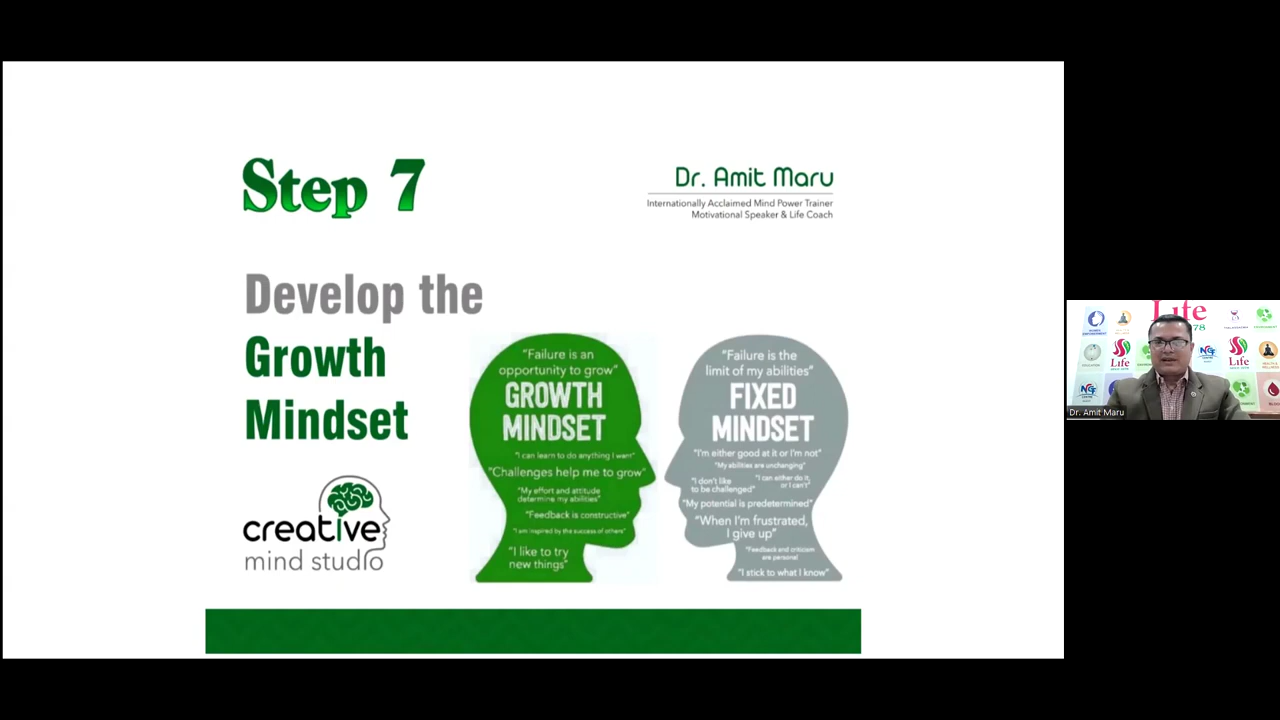 Step 7
Dr. Amit Maru
Internationally Acclaimed Mind Power Trainer
Motivational Speaker & Life Coach
Develop the
Growth
Mindset
creative
mind studio
"Failure is an
opportunity to grow"
GROWTH
MINDSET
"I can learn to do anything I want"
"Challenges help me to grow"
"My effort and attitude
determine my abilities"
"Feedback is constructive"
"I am inspired by the success of others"
"I like to try
new things"
"Failure is the
limit of my abilities"
FIXED
MINDSET
"I'm either good at it or I'm not"
"My abilities are unchanging"
"I don't like
to be challenged"
"I can either do it,
or I can't"
"My potential is predetermined"
"When I'm frustrated,
I give up"
"Feedback and criticism
are personal"
"I stick to what I know"
Life
78
Life
Life
Dr. Amit Maru